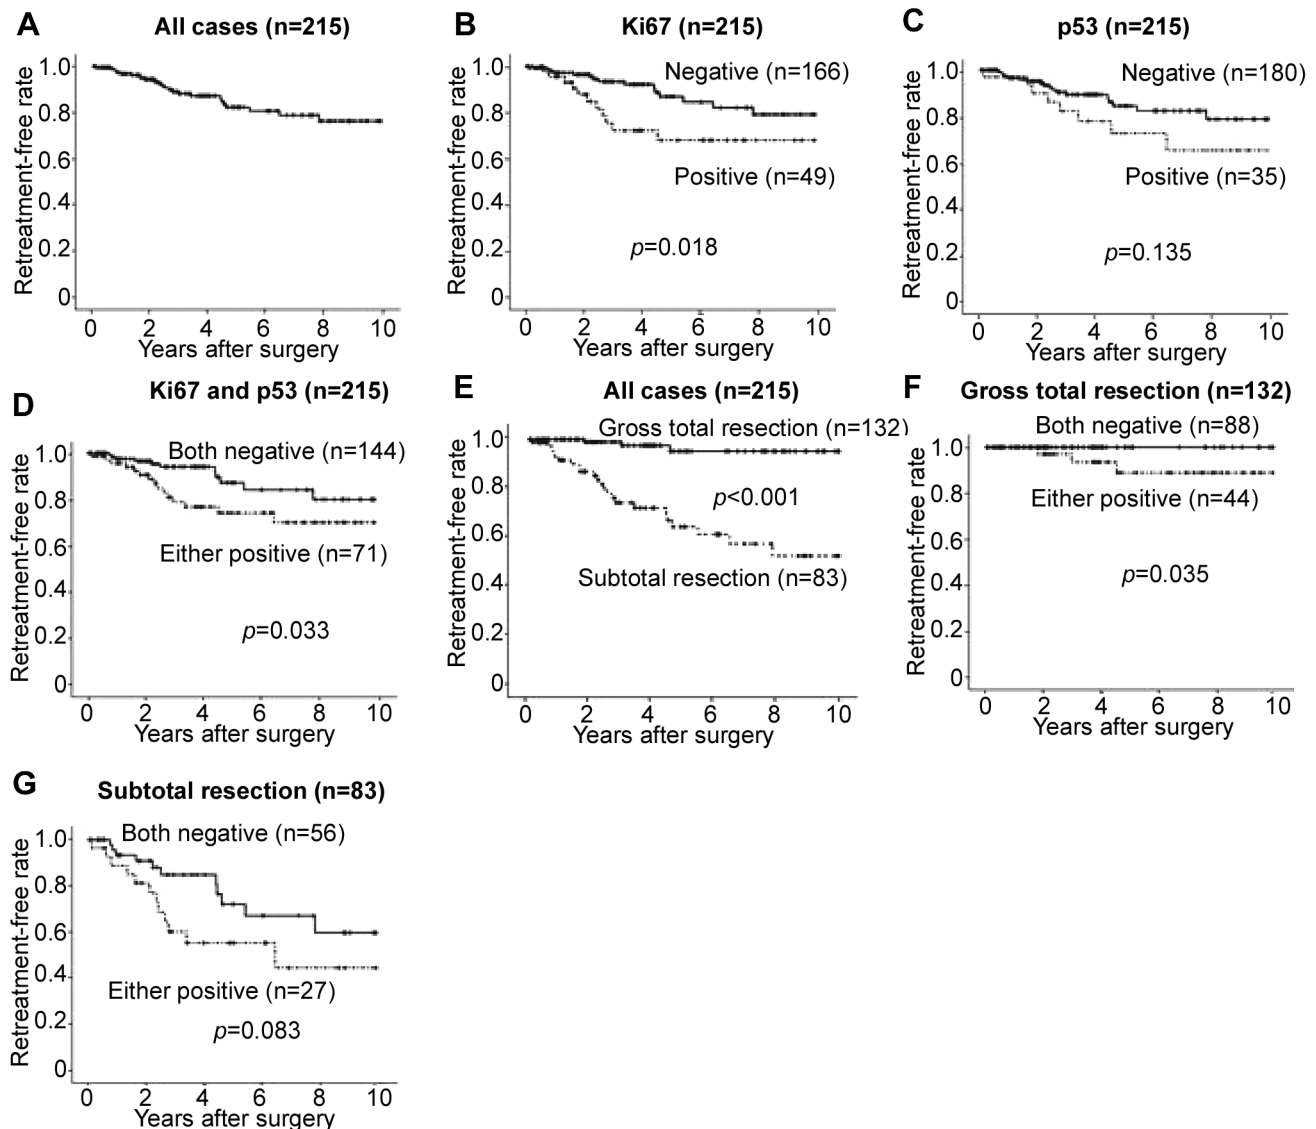 A
All cases (n=215)
Retreatment-free rate
1.0
0.8
0.6
0.4
0.2
0
0 2 4 6 8 10
Years after surgery
B
Ki67 (n=215)
Retreatment-free rate
1.0
0.8
0.6
0.4
0.2
0
Negative (n=166)
Positive (n=49)
p=0.018
0 2 4 6 8 10
Years after surgery
C
p53 (n=215)
Retreatment-free rate
1.0
0.8
0.6
0.4
0.2
0
Negative (n=180)
Positive (n=35)
p=0.135
0 2 4 6 8 10
Years after surgery
D
Ki67 and p53 (n=215)
Retreatment-free rate
1.0
0.8
0.6
0.4
0.2
0
Both negative (n=144)
Either positive (n=71)
p=0.033
0 2 4 6 8 10
Years after surgery
E
All cases (n=215)
Retreatment-free rate
1.0
0.8
0.6
0.4
0.2
0
Gross total resection (n=132)
p<0.001
Subtotal resection (n=83)
0 2 4 6 8 10
Years after surgery
F
Gross total resection (n=132)
Retreatment-free rate
1.0
0.8
0.6
0.4
0.2
0
Both negative (n=88)
Either positive (n=44)
p=0.035
0 2 4 6 8 10
Years after surgery
G
Subtotal resection (n=83)
Retreatment-free rate
1.0
0.8
0.6
0.4
0.2
0
Both negative (n=56)
Either positive (n=27)
p=0.083
0 2 4 6 8 10
Years after surgery